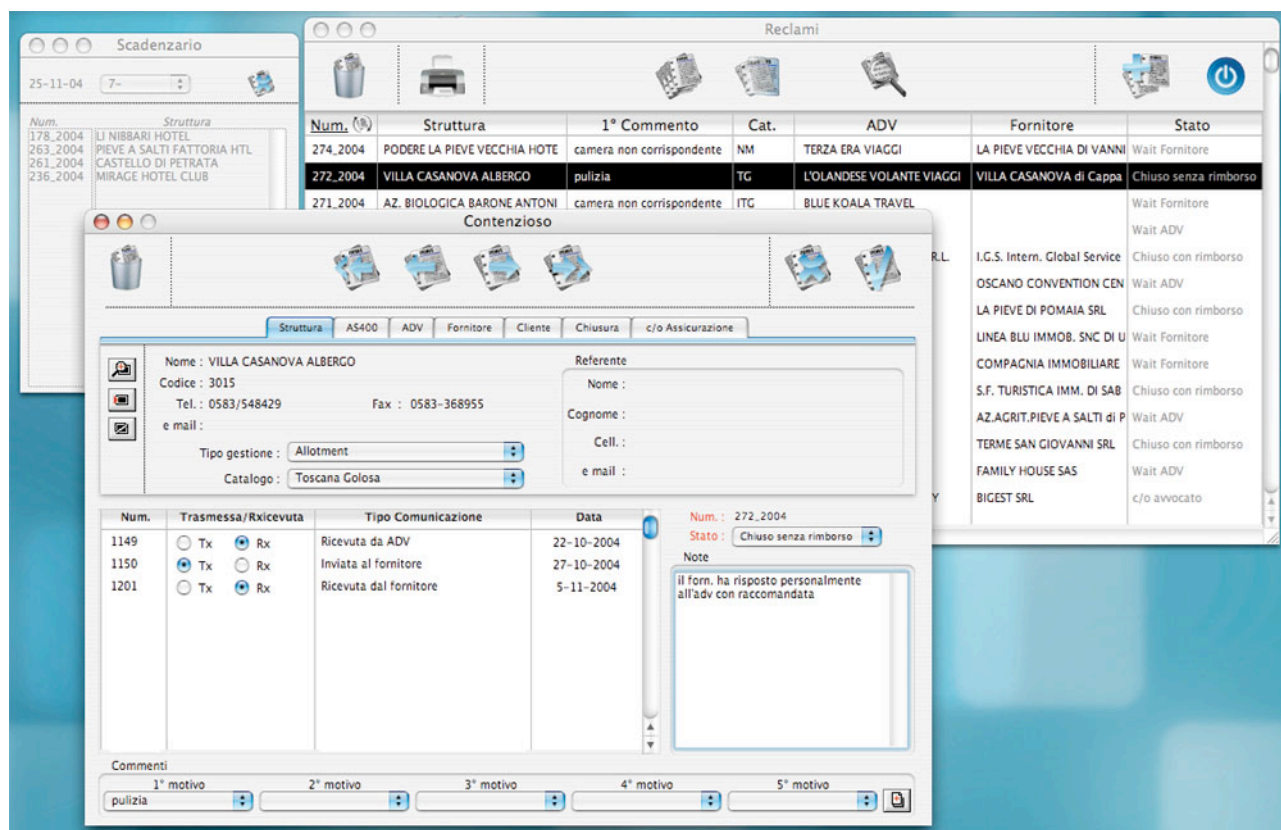 Scadenzario
25-11-04 7-
Num. Struttura
178_2004 LI NIBBARI HOTEL
263_2004 PIEVE A SALTI FATTORIA HTL
261_2004 CASTELLO DI PETRATA
236_2004 MIRAGE HOTEL CLUB
Reclami
Num. Struttura 1° Commento Cat. ADV Fornitore Stato
274_2004 PODERE LA PIEVE VECCHIA HOTE camera non corrispondente NM TERZA ERA VIAGGI LA PIEVE VECCHIA DI VANNI Wait Fornitore
272_2004 VILLA CASANOVA ALBERGO pulizia TG L'OLANDESE VOLANTE VIAGGI VILLA CASANOVA di Cappa Chiuso senza rimborso
271_2004 AZ. BIOLOGICA BARONE ANTONI camera non corrispondente ITG BLUE KOALA TRAVEL Wait Fornitore
Wait ADV
R.L. I.G.S. Intern. Global Service Chiuso con rimborso
OSCANO CONVENTION CEN Wait ADV
LA PIEVE DI POMAIA SRL Chiuso con rimborso
LINEA BLU IMMOB. SNC DI U Wait Fornitore
COMPAGNIA IMMOBILIARE Wait Fornitore
S.F. TURISTICA IMM. DI SAB Chiuso con rimborso
AZ.AGRIT.PIEVE A SALTI di P Wait ADV
TERME SAN GIOVANNI SRL Chiuso con rimborso
FAMILY HOUSE SAS Wait ADV
Y BIGEST SRL c/o avvocato
Contenzioso
Struttura AS400 ADV Fornitore Cliente Chiusura c/o Assicurazione
Nome : VILLA CASANOVA ALBERGO
Codice : 3015
Tel. : 0583/548429 Fax : 0583-368955
e mail :
Tipo gestione : Allotment
Catalogo : Toscana Golosa
Referente
Nome :
Cognome :
Cell. :
e mail :
Num. Trasmessa/Rxicevuta Tipo Comunicazione Data
1149 Tx Rx Ricevuta da ADV 22-10-2004
1150 Tx Rx Inviata al fornitore 27-10-2004
1201 Tx Rx Ricevuta dal fornitore 5-11-2004
Num. : 272_2004
Stato : Chiuso senza rimborso
Note
il forn. ha risposto personalmente
all'adv con raccomandata
Commenti
1° motivo 2° motivo 3° motivo 4° motivo 5° motivo
pulizia